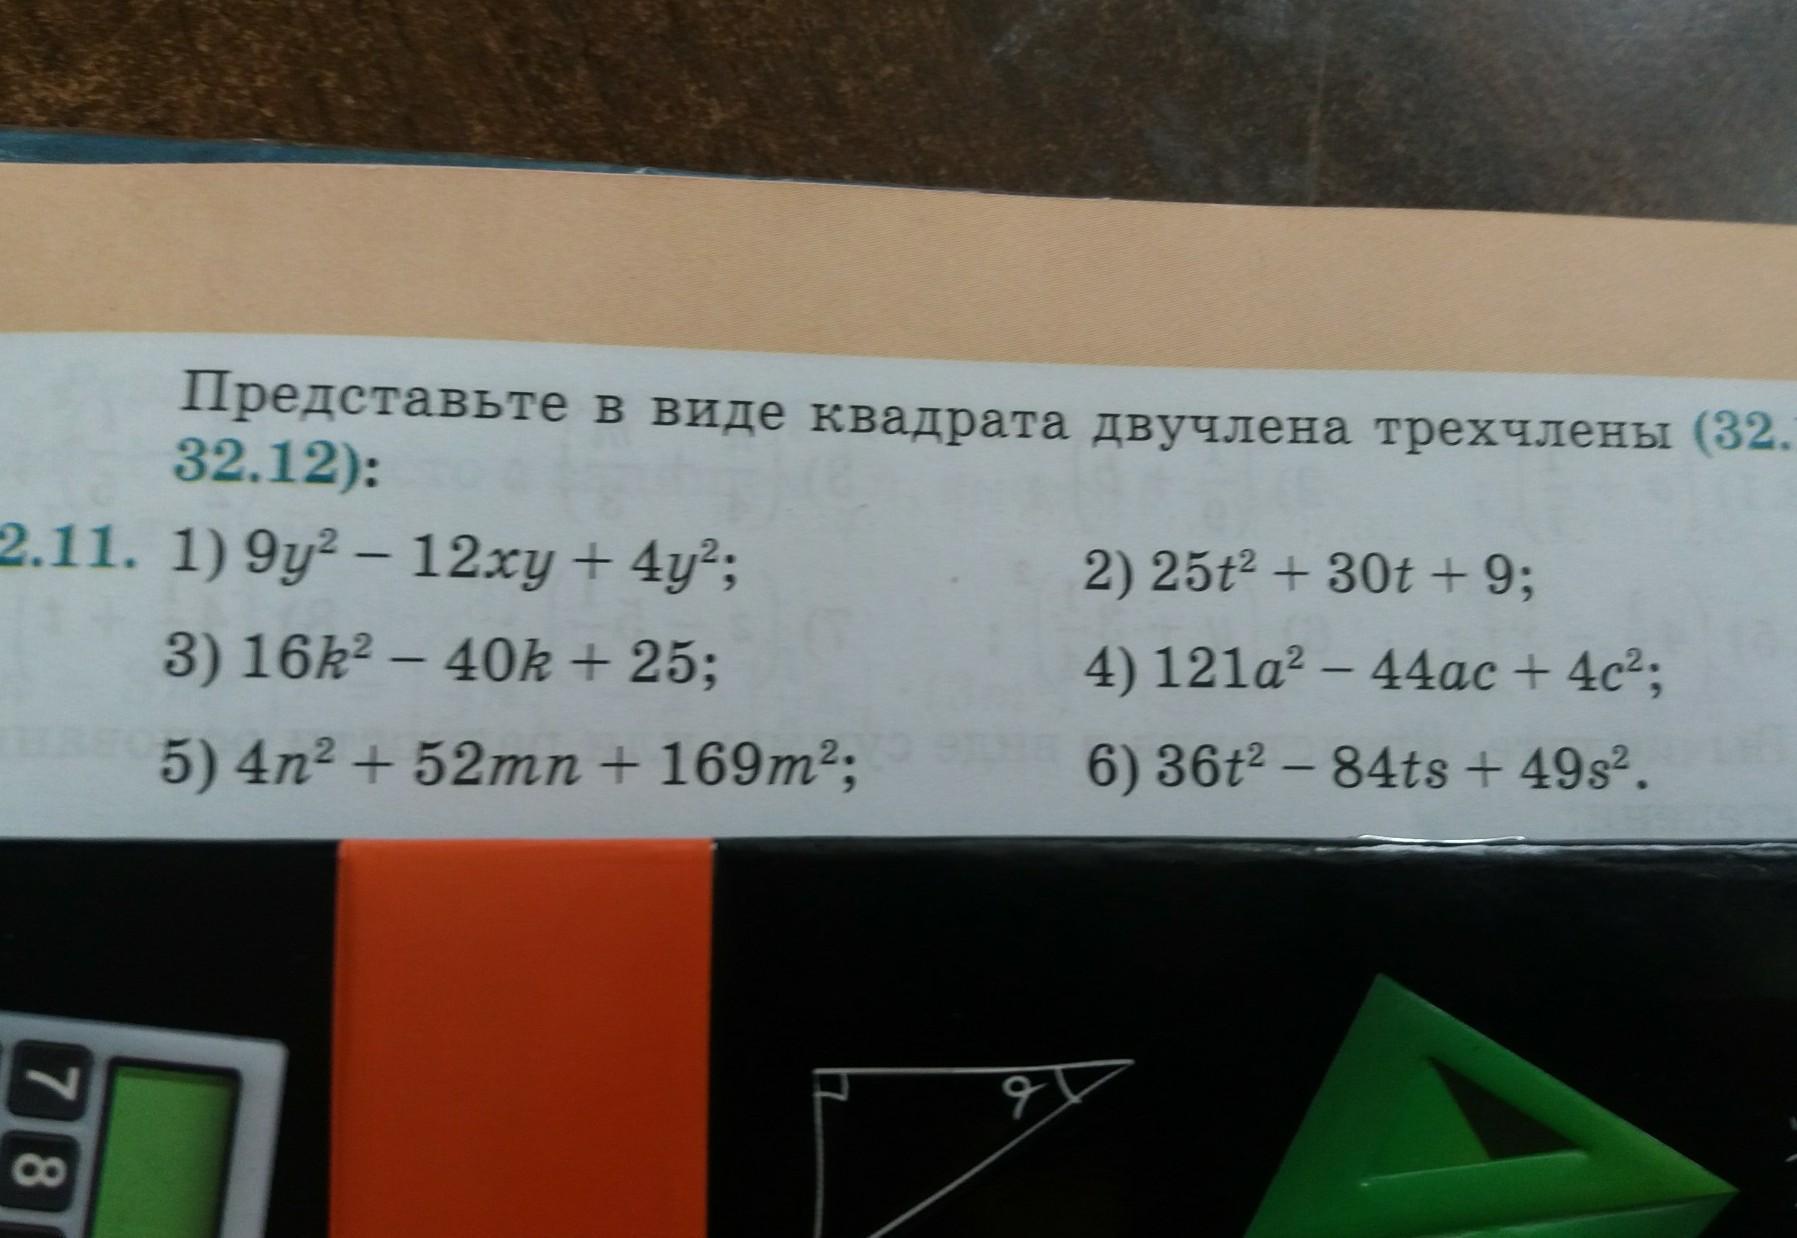 Представьте в виде квадрата двучлена трехчлены (32.
32.12):
2.11. 1) 9y² – 12xy + 4y²; 2) 25t² + 30t + 9;
3) 16k² – 40k + 25; 4) 121a² – 44ac + 4c²;
5) 4n² + 52mn + 169m²; 6) 36t² – 84ts + 49s².
7
8